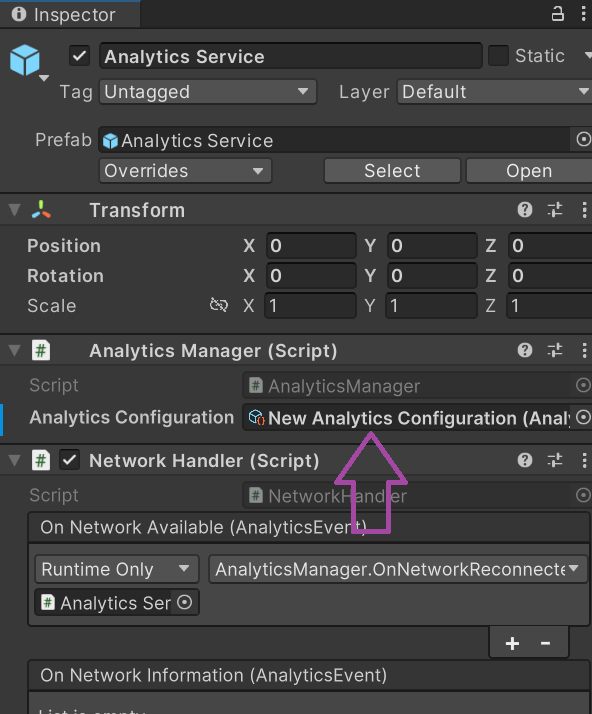 Inspector
Analytics Service Static
Tag Untagged Layer Default
Prefab Analytics Service
Overrides Select Open
Transform
Position X 0 Y 0 Z 0
Rotation X 0 Y 0 Z 0
Scale X 1 Y 1 Z 1
# Analytics Manager (Script)
Script # AnalyticsManager
Analytics Configuration New Analytics Configuration (Analy
# Network Handler (Script)
Script # NetworkHandler
On Network Available (AnalyticsEvent)
Runtime Only AnalyticsManager.OnNetworkReconnecte
# Analytics Ser
+ -
On Network Information (AnalyticsEvent)
List is empty